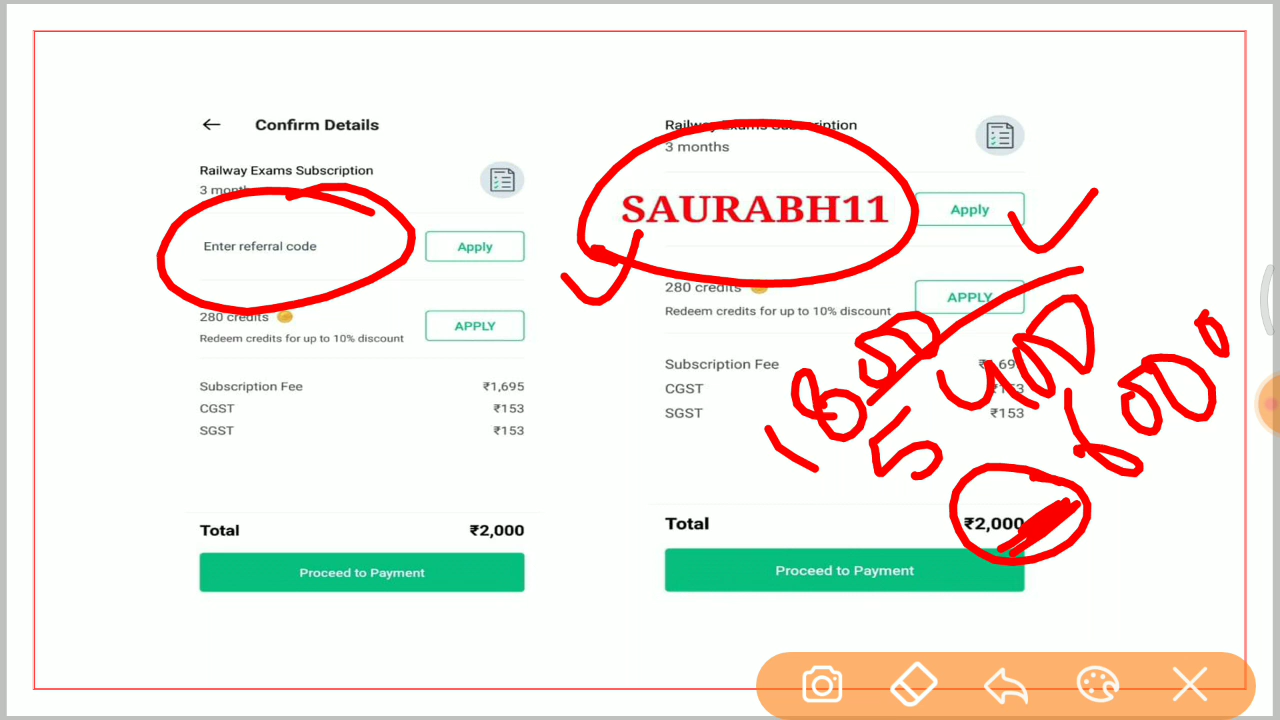 Confirm Details
Railway Exams Subscription
Enter referral code
Apply
280 credits
Redeem credits for up to 10% discount
APPLY
Subscription Fee ₹1,695
CGST ₹153
SGST ₹153
Total ₹2,000
Proceed to Payment
Railway Exams Subscription
3 months
SAURABH11
Apply
280 credits
Redeem credits for up to 10% discount
APPLY
Subscription Fee
CGST
SGST ₹153
Total ₹2,000
Proceed to Payment